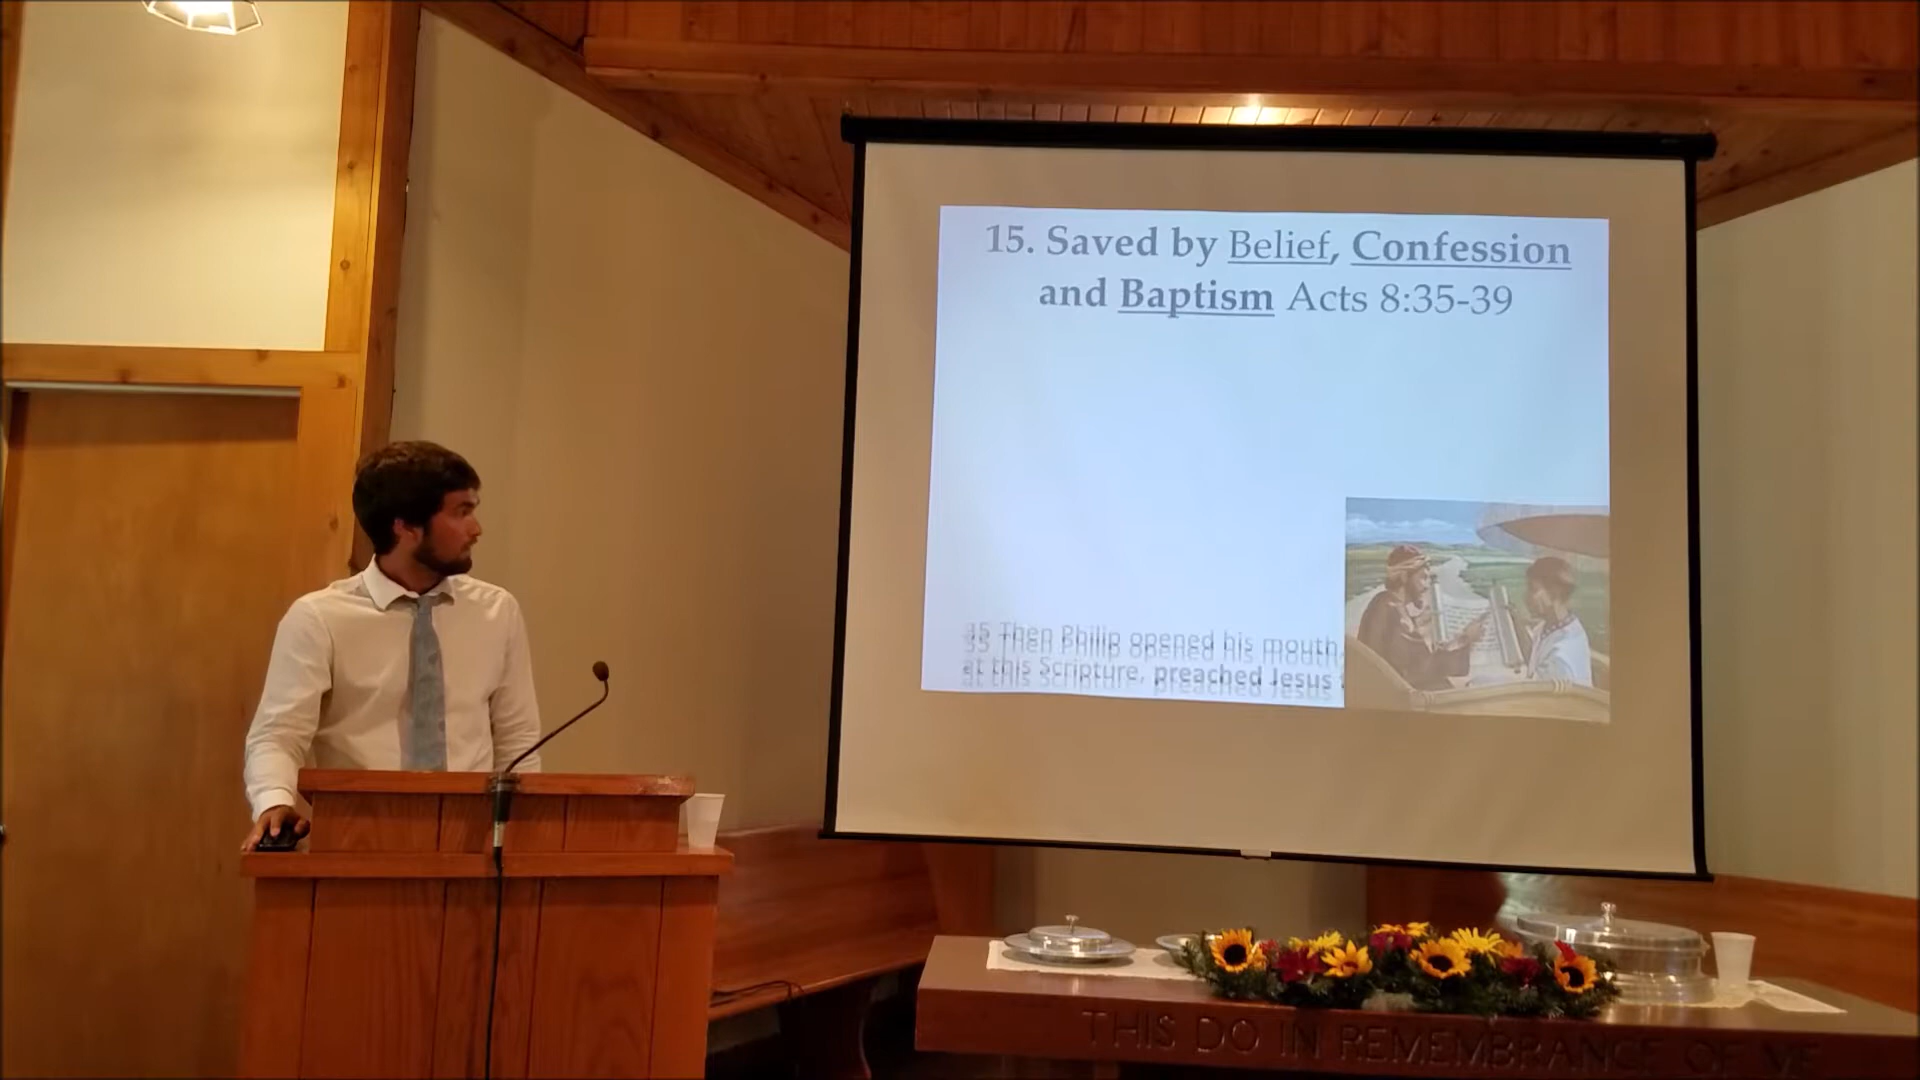 15. Saved by Belief, Confession
and Baptism Acts 8:35-39
35 Then Philip opened his mouth,
at this Scripture, preached Jesus
THIS DO IN REMEMBRANCE OF ME